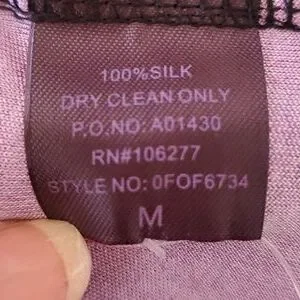 100%SILK
DRY CLEAN ONLY
P.O.NO: A01430
RN#106277
STYLE NO: 0FOF6734
M